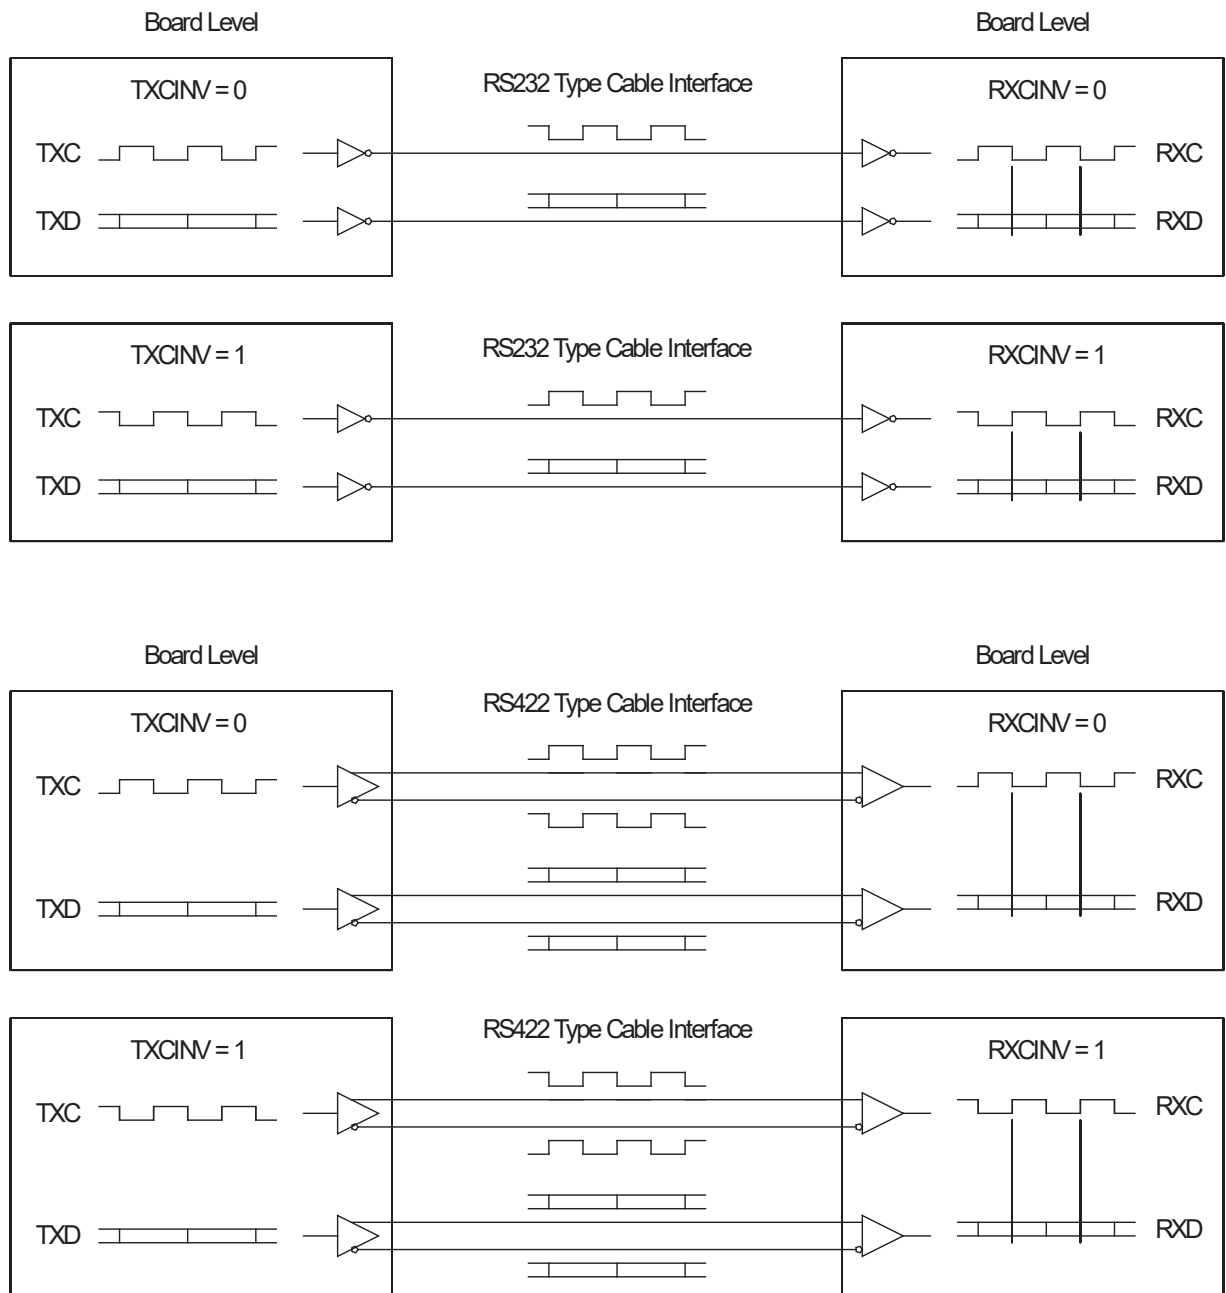 Board Level
Board Level
TXCINV = 0
RS232 Type Cable Interface
RXCINV = 0
TXC
RXC
TXD
RXD
TXCINV = 1
RS232 Type Cable Interface
RXCINV = 1
TXC
RXC
TXD
RXD
Board Level
Board Level
TXCINV = 0
RS422 Type Cable Interface
RXCINV = 0
TXC
RXC
TXD
RXD
TXCINV = 1
RS422 Type Cable Interface
RXCINV = 1
TXC
RXC
TXD
RXD